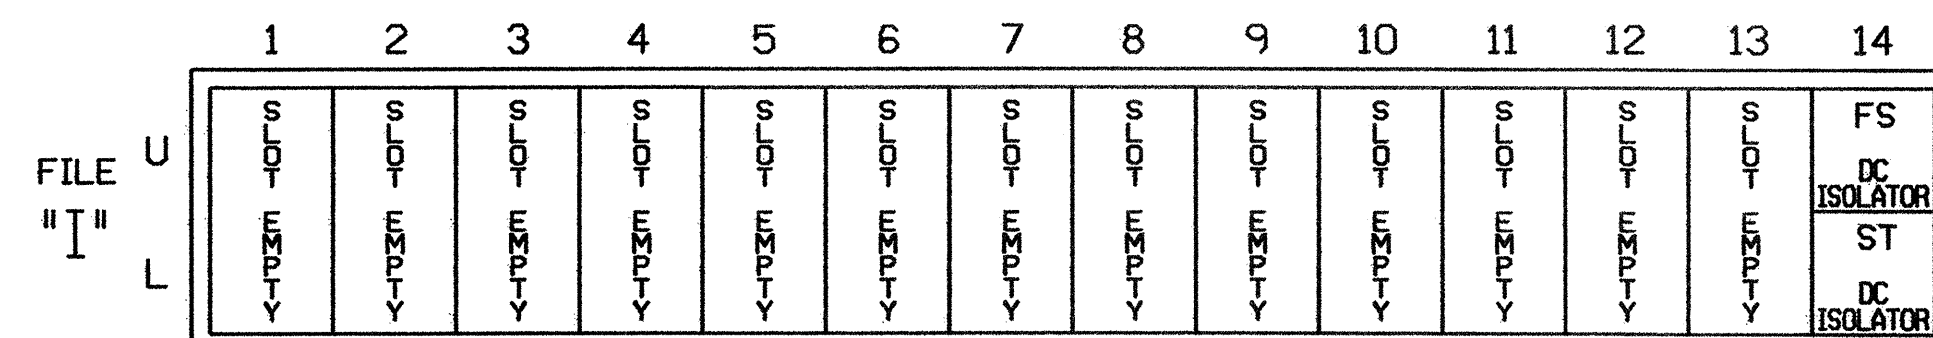 1 2 3 4 5 6 7 8 9 10 11 12 13 14
FILE "I"
U
L
SLOT EMPTY
SLOT EMPTY
SLOT EMPTY
SLOT EMPTY
SLOT EMPTY
SLOT EMPTY
SLOT EMPTY
SLOT EMPTY
SLOT EMPTY
SLOT EMPTY
SLOT EMPTY
SLOT EMPTY
SLOT EMPTY
FS
DC
ISOLATOR
ST
DC
ISOLATOR